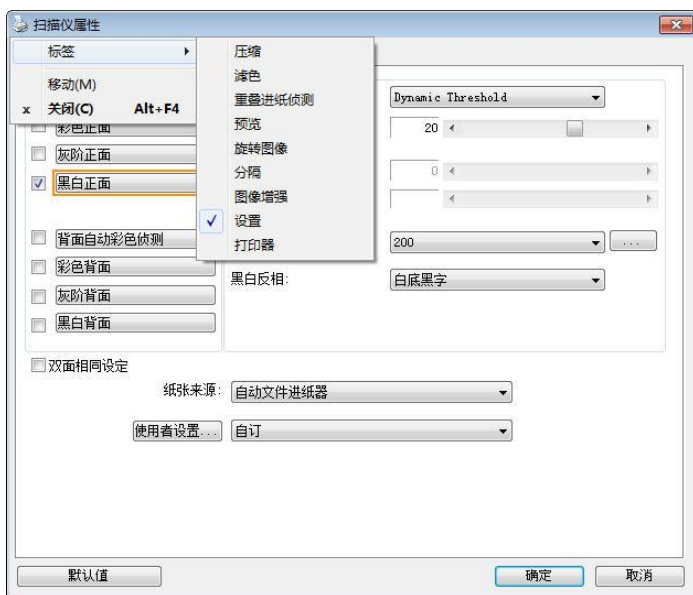 扫描仪属性
标签
移动(M)
x 关闭(C) Alt+F4
压缩
滤色
重叠进纸侦测
预览
旋转图像
分隔
图像增强
设置
打印器
彩色正面
灰阶正面
黑白正面
背面自动彩色侦测
彩色背面
灰阶背面
黑白背面
Dynamic Threshold
20
0
200
...
黑白反相:
白底黑字
双面相同设定
纸张来源:
自动文件进纸器
使用者设置...
自订
默认值
确定
取消